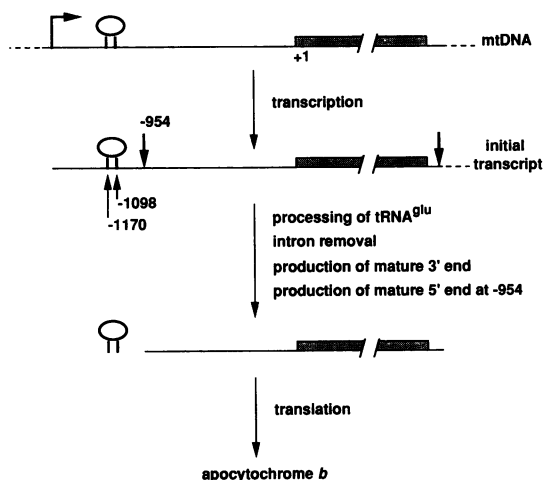 mtDNA
+1
transcription
-954
initial
transcript
-1098
-1170
processing of tRNAglu
intron removal
production of mature 3' end
production of mature 5' end at -954
translation
apocytochrome b